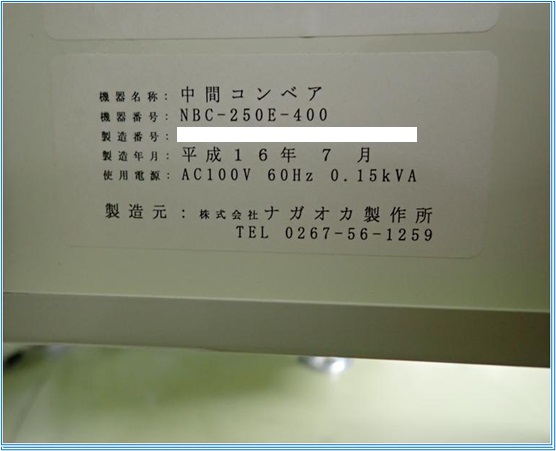 機器名称: 中間コンベア
機器番号: NBC-250E-400
製造番号:
製造年月: 平成16年 7 月
使用電源: AC100V 60Hz 0.15kVA
製造元: 株式会社ナガオカ製作所
TEL 0267-56-1259